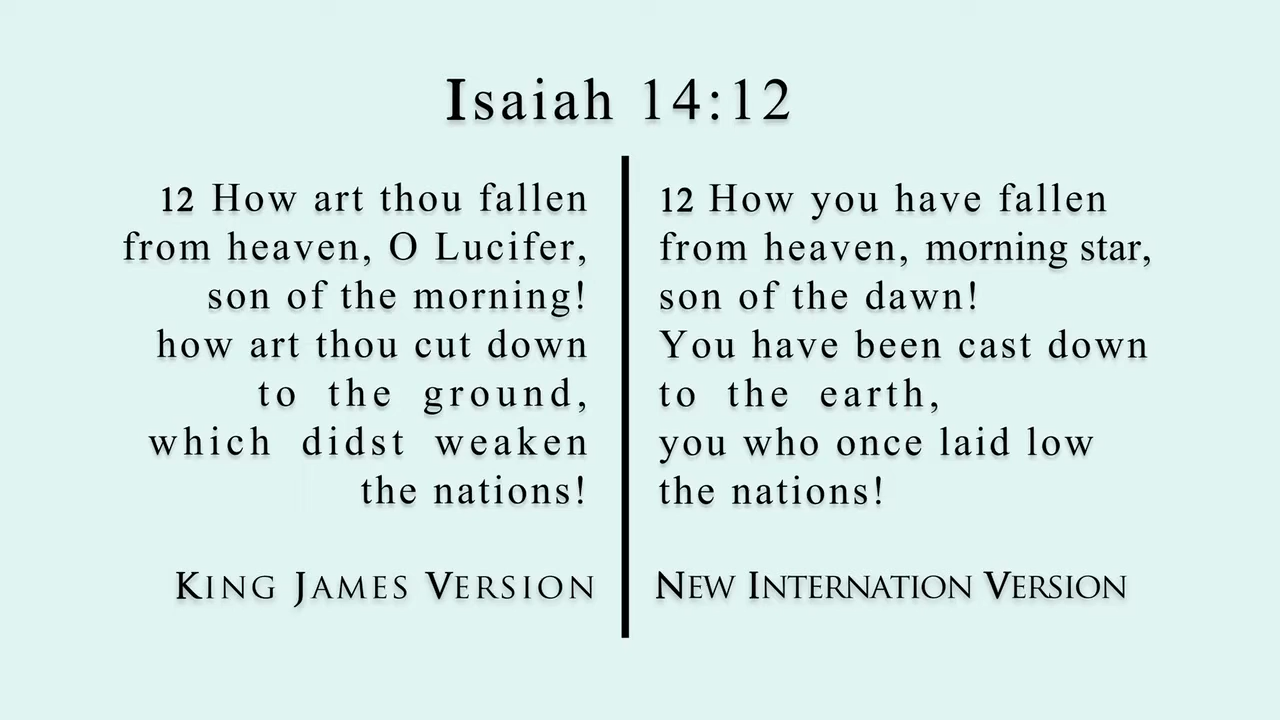 Isaiah 14:12
12 How art thou fallen
from heaven, O Lucifer,
son of the morning!
how art thou cut down
to the ground,
which didst weaken
the nations!
King James Version
12 How you have fallen
from heaven, morning star,
son of the dawn!
You have been cast down
to the earth,
you who once laid low
the nations!
New Internation Version